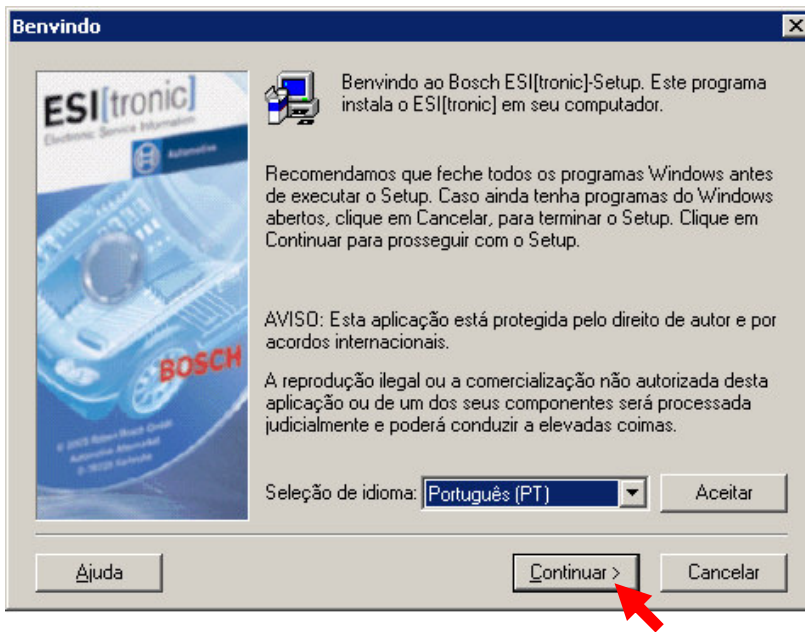 Benvindo
ESI[tronic]
Electronic Service Information
Automotive
BOSCH
Benvindo ao Bosch ESI[tronic]-Setup. Este programa
instala o ESI[tronic] em seu computador.
Recomendamos que feche todos os programas Windows antes
de executar o Setup. Caso ainda tenha programas do Windows
abertos, clique em Cancelar, para terminar o Setup. Clique em
Continuar para prosseguir com o Setup.
AVISO: Esta aplicação está protegida pelo direito de autor e por
acordos internacionais.
A reprodução ilegal ou a comercialização não autorizada desta
aplicação ou de um dos seus componentes será processada
judicialmente e poderá conduzir a elevadas coimas.
Seleção de idioma: Português (PT) Aceitar
Ajuda Continuar > Cancelar